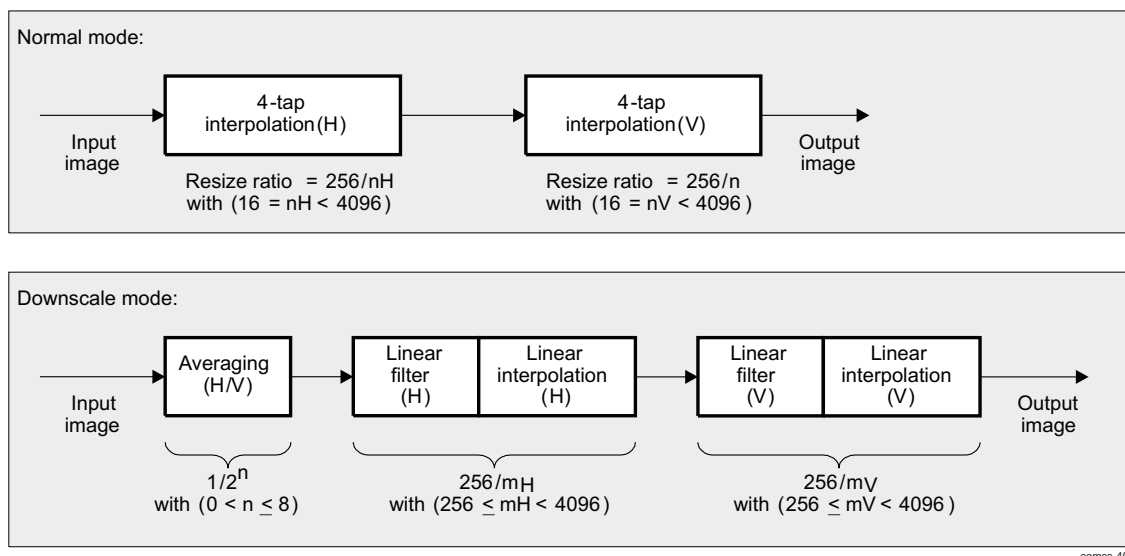 Normal mode:
4-tap
interpolation(H)
4-tap
interpolation(V)
Input
image
Output
image
Resize ratio = 256/nH
with (16 = nH < 4096)
Resize ratio = 256/n
with (16 = nV < 4096)
Downscale mode:
Averaging
(H/V)
Linear
filter
(H)
Linear
interpolation
(H)
Linear
filter
(V)
Linear
interpolation
(V)
Input
image
Output
image
1/2ⁿ
with (0 < n ≤ 8)
256/mH
with (256 ≤ mH < 4096)
256/mV
with (256 ≤ mV < 4096)